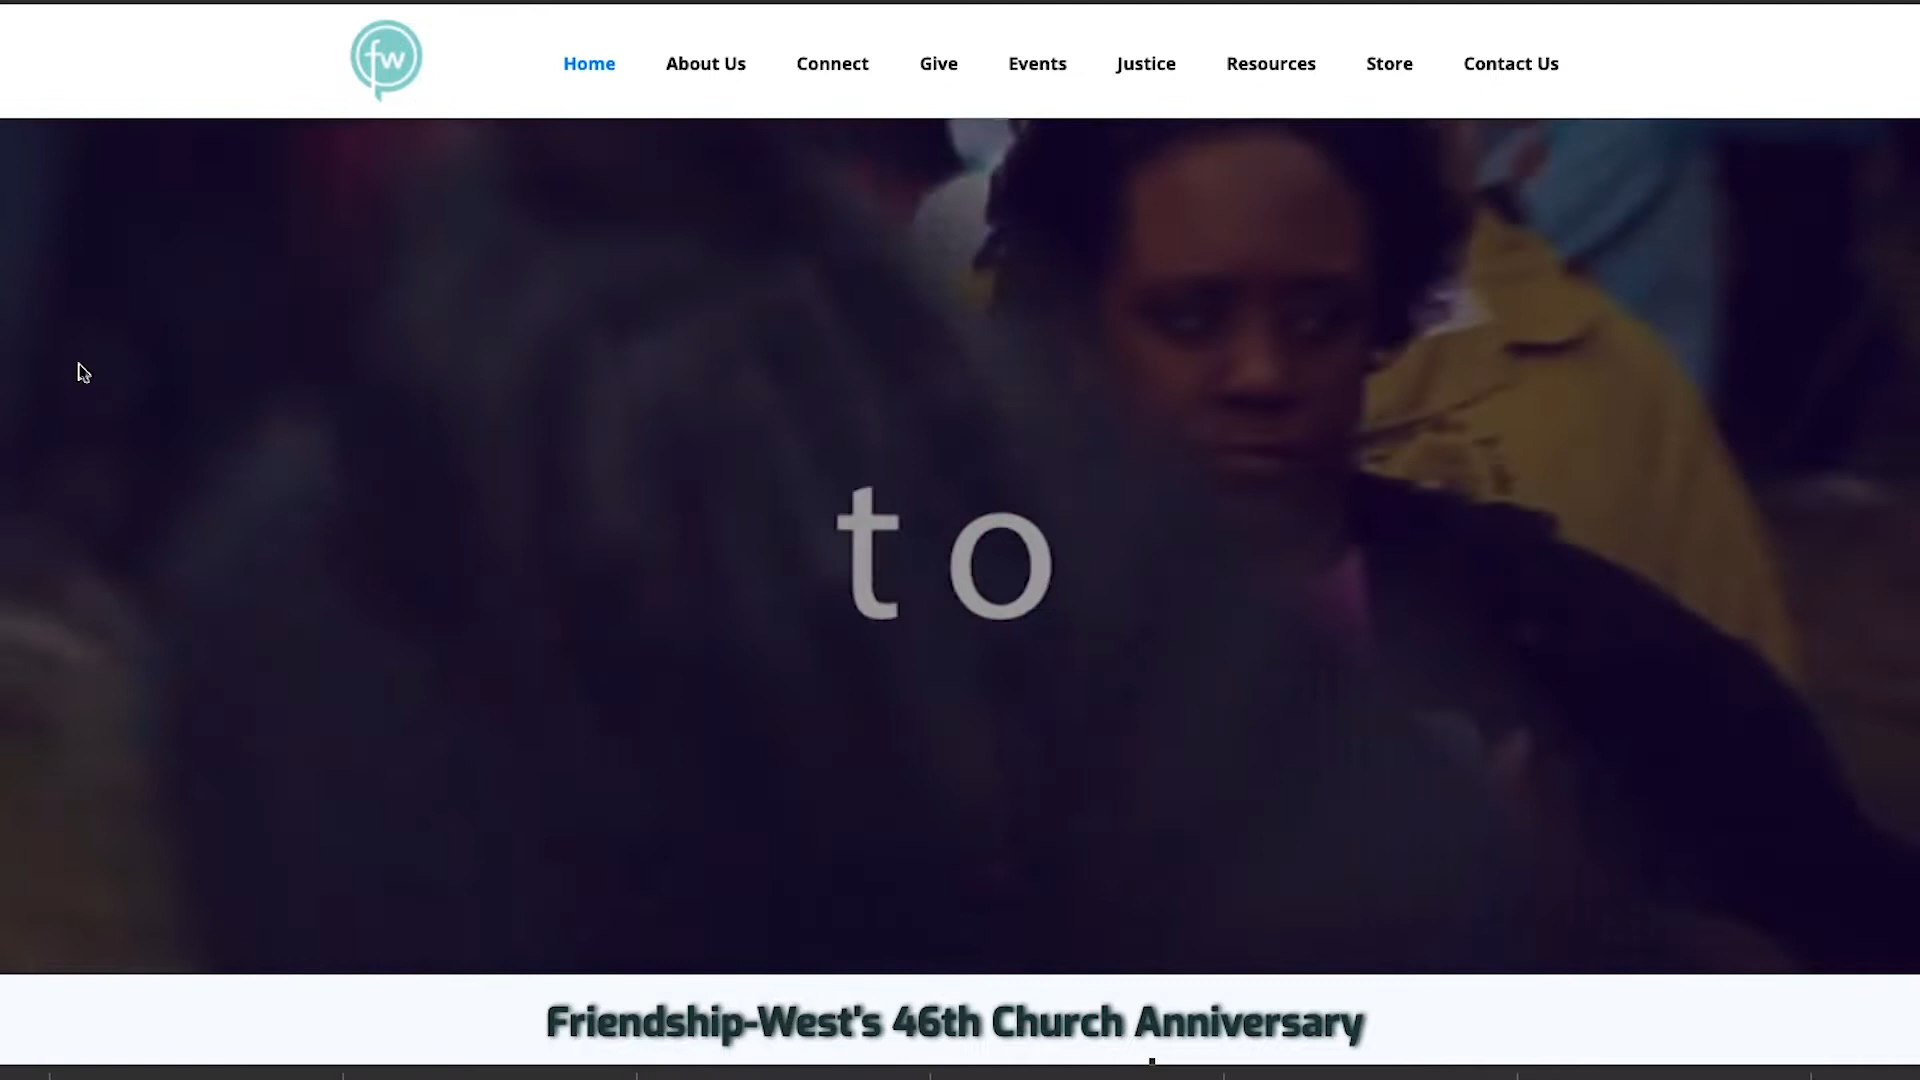 fw
Home About Us Connect Give Events Justice Resources Store Contact Us
to
Friendship-West's 46th Church Anniversary